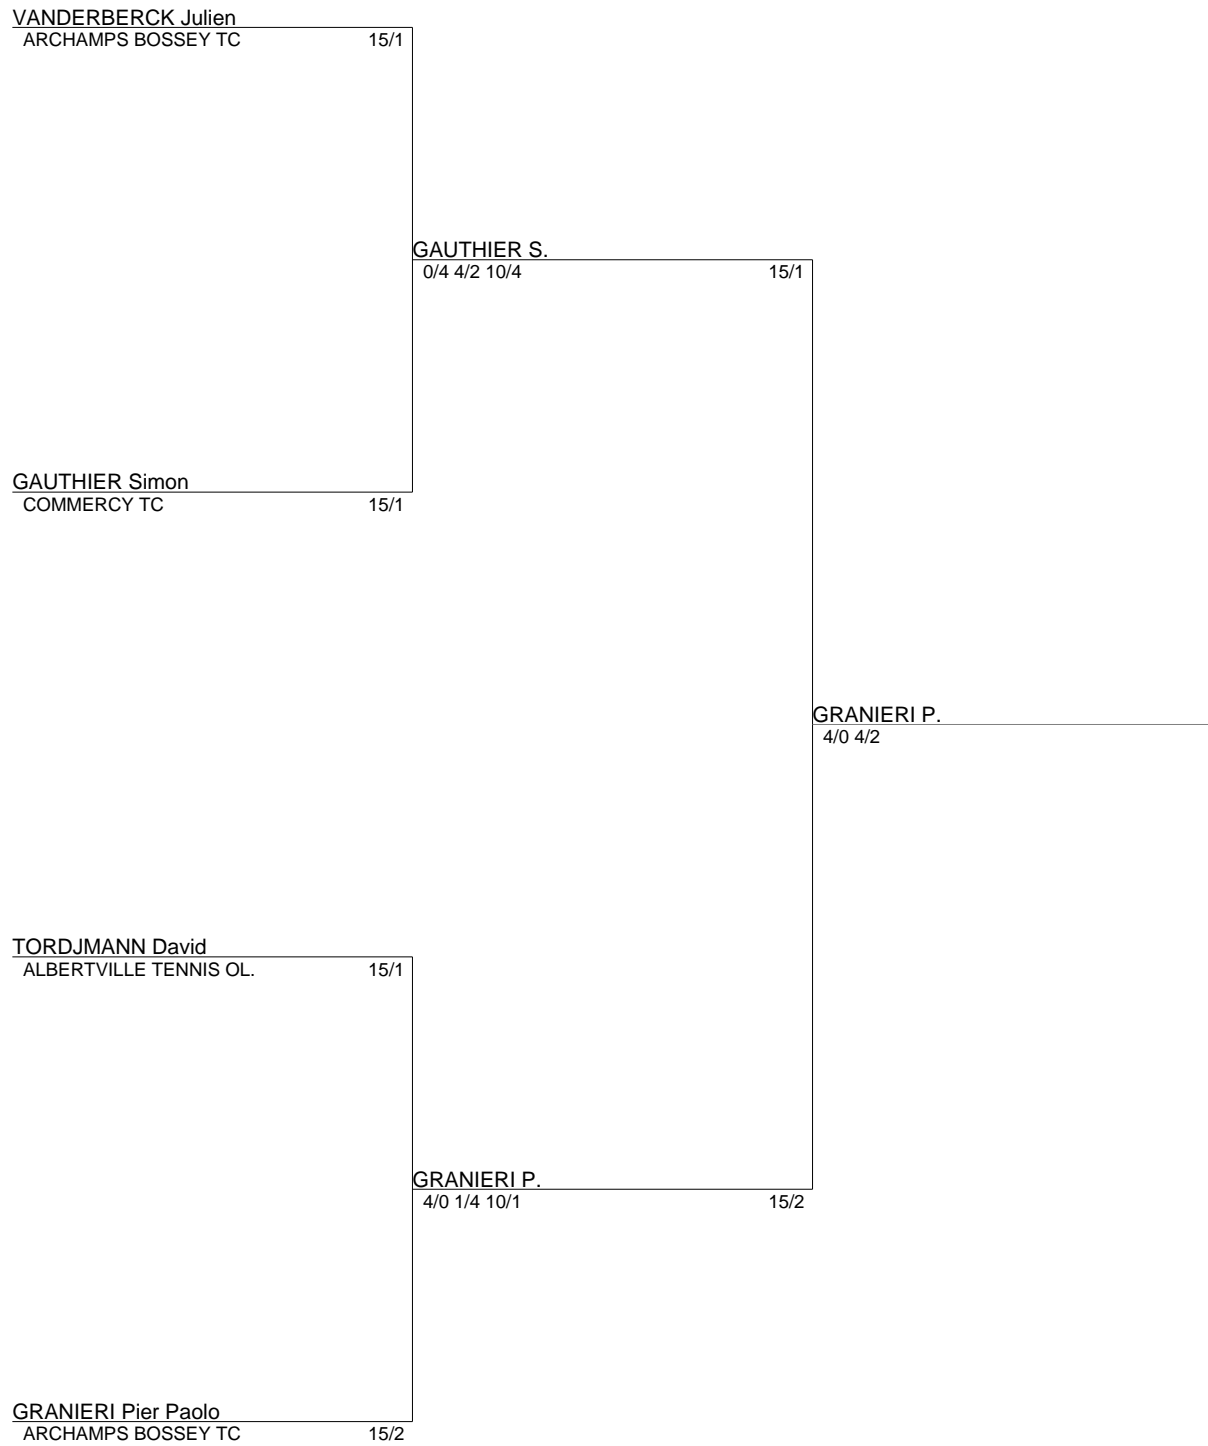 VANDERBERCK Julien
ARCHAMPS BOSSEY TC 15/1
GAUTHIER S.
0/4 4/2 10/4 15/1
GAUTHIER Simon
COMMERCY TC 15/1
GRANIERI P.
4/0 4/2
TORDJMANN David
ALBERTVILLE TENNIS OL. 15/1
GRANIERI P.
4/0 1/4 10/1 15/2
GRANIERI Pier Paolo
ARCHAMPS BOSSEY TC 15/2